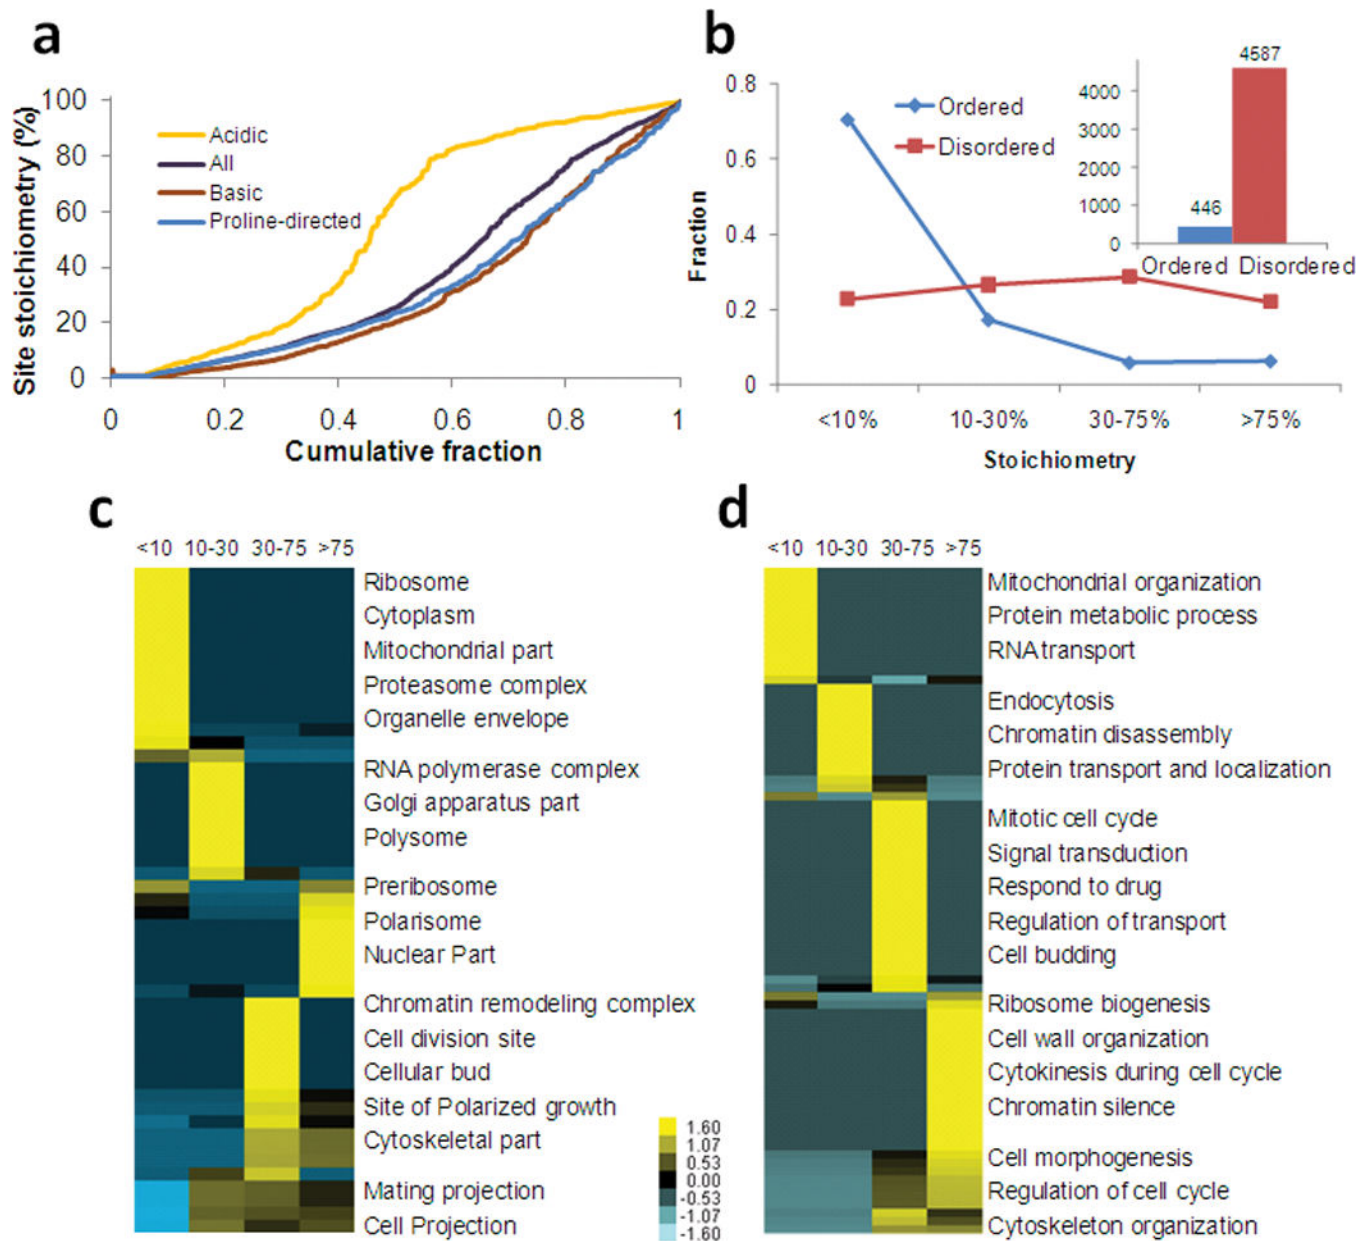 a
Site stoichiometry (%)
100
80
60
40
20
0
Acidic
All
Basic
Proline-directed
0 0.2 0.4 0.6 0.8 1
Cumulative fraction
b
Fraction
0.8
0.6
0.4
0.2
0
Ordered
Disordered
4587
4000
3000
2000
1000
0
446
Ordered Disordered
<10% 10-30% 30-75% >75%
Stoichiometry
c
<10 10-30 30-75 >75
Ribosome
Cytoplasm
Mitochondrial part
Proteasome complex
Organelle envelope
RNA polymerase complex
Golgi apparatus part
Polysome
Preribosome
Polarisome
Nuclear Part
Chromatin remodeling complex
Cell division site
Cellular bud
Site of Polarized growth
Cytoskeletal part
Mating projection
Cell Projection
1.60
1.07
0.53
0.00
-0.53
-1.07
-1.60
d
<10 10-30 30-75 >75
Mitochondrial organization
Protein metabolic process
RNA transport
Endocytosis
Chromatin disassembly
Protein transport and localization
Mitotic cell cycle
Signal transduction
Respond to drug
Regulation of transport
Cell budding
Ribosome biogenesis
Cell wall organization
Cytokinesis during cell cycle
Chromatin silence
Cell morphogenesis
Regulation of cell cycle
Cytoskeleton organization